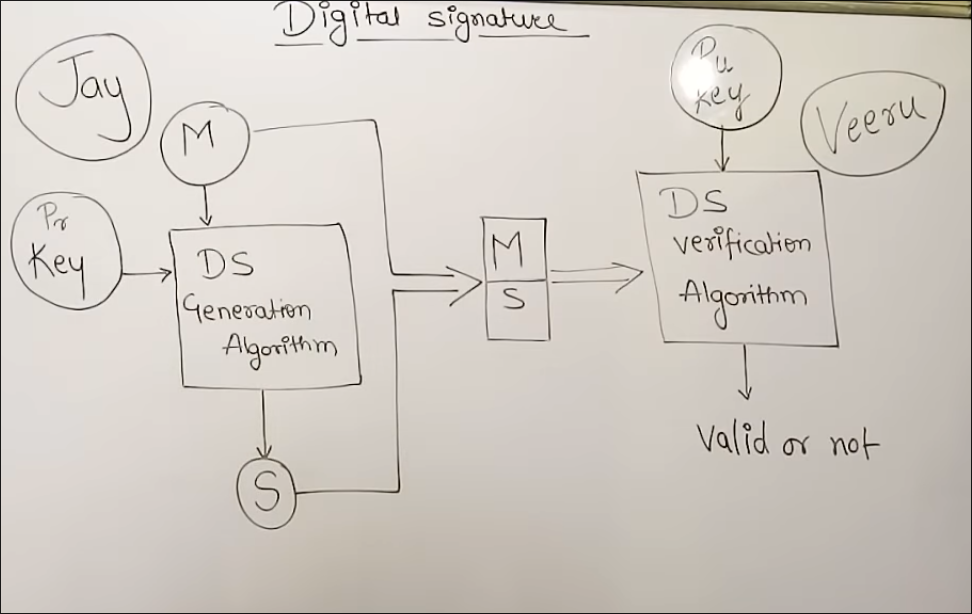 Digital signature
Jay
M
Pr
Key
DS
Generation
Algorithm
S
M
S
Pu
Key
Veeru
DS
verification
Algorithm
Valid or not